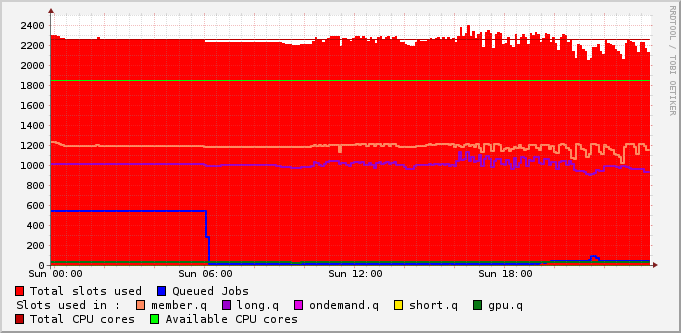 RRDTOOL / TOBI OETIKER
2400
2200
2000
1800
1600
1400
1200
1000
800
600
400
200
0
Sun 00:00 Sun 06:00 Sun 12:00 Sun 18:00
Total slots used Queued Jobs
Slots used in : member.q long.q ondemand.q short.q gpu.q
Total CPU cores Available CPU cores